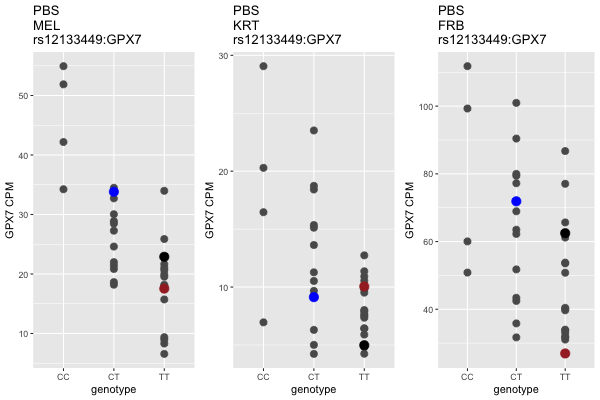 PBS
MEL
rs12133449:GPX7
GPX7 CPM
50
40
30
20
10
CC CT TT
genotype
PBS
KRT
rs12133449:GPX7
GPX7 CPM
30
20
10
CC CT TT
genotype
PBS
FRB
rs12133449:GPX7
GPX7 CPM
100
80
60
40
CC CT TT
genotype